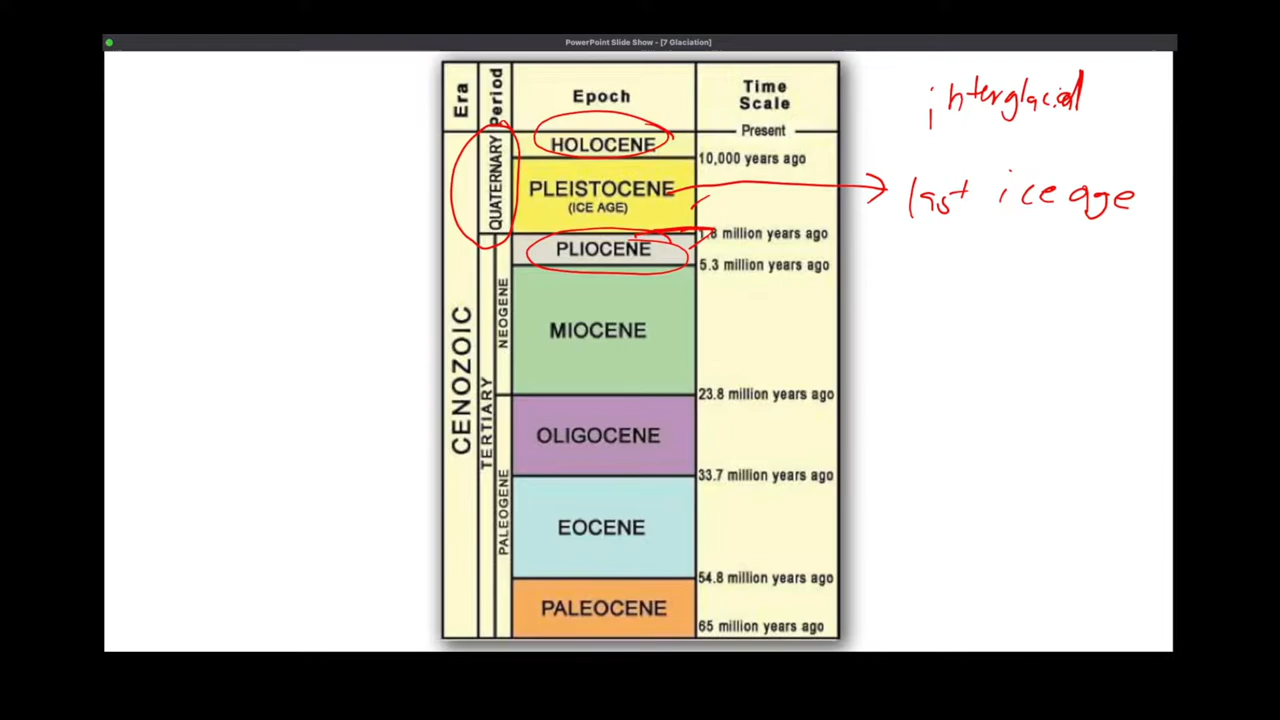 PowerPoint Slide Show - [7 Glaciation]
Era
Period
Epoch
Time
Scale
interglacial
Present
HOLOCENE
10,000 years ago
QUATERNARY
PLEISTOCENE
(ICE AGE)
last ice age
1.8 million years ago
PLIOCENE
5.3 million years ago
CENOZOIC
TERTIARY
NEOGENE
MIOCENE
23.8 million years ago
OLIGOCENE
33.7 million years ago
PALEOGENE
EOCENE
54.8 million years ago
PALEOCENE
65 million years ago